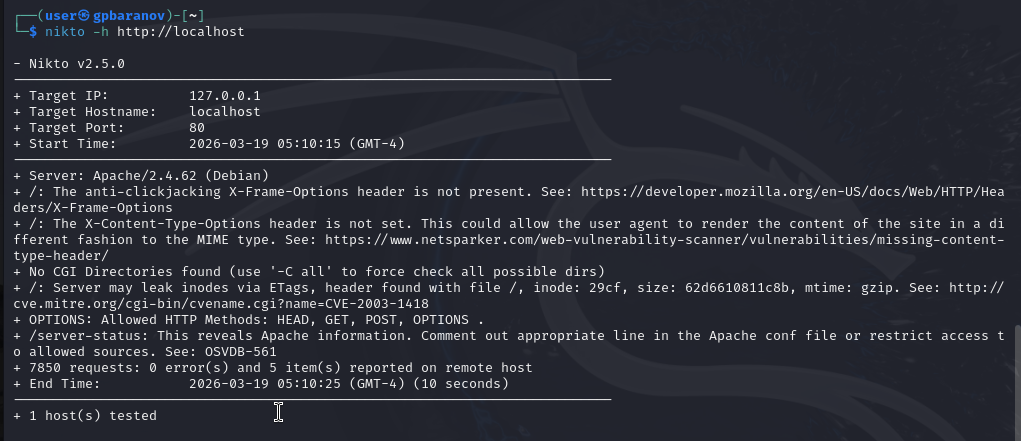 ┌──(user㉿gpbaranov)-[~]
└─$ nikto -h http://localhost
- Nikto v2.5.0
+ Target IP: 127.0.0.1
+ Target Hostname: localhost
+ Target Port: 80
+ Start Time: 2026-03-19 05:10:15 (GMT-4)
+ Server: Apache/2.4.62 (Debian)
+ /: The anti-clickjacking X-Frame-Options header is not present. See: https://developer.mozilla.org/en-US/docs/Web/HTTP/Hea
ders/X-Frame-Options
+ /: The X-Content-Type-Options header is not set. This could allow the user agent to render the content of the site in a di
fferent fashion to the MIME type. See: https://www.netsparker.com/web-vulnerability-scanner/vulnerabilities/missing-content-
type-header/
+ No CGI Directories found (use '-C all' to force check all possible dirs)
+ /: Server may leak inodes via ETags, header found with file /, inode: 29cf, size: 62d6610811c8b, mtime: gzip. See: http://
cve.mitre.org/cgi-bin/cvename.cgi?name=CVE-2003-1418
+ OPTIONS: Allowed HTTP Methods: HEAD, GET, POST, OPTIONS .
+ /server-status: This reveals Apache information. Comment out appropriate line in the Apache conf file or restrict access t
o allowed sources. See: OSVDB-561
+ 7850 requests: 0 error(s) and 5 item(s) reported on remote host
+ End Time: 2026-03-19 05:10:25 (GMT-4) (10 seconds)
+ 1 host(s) tested